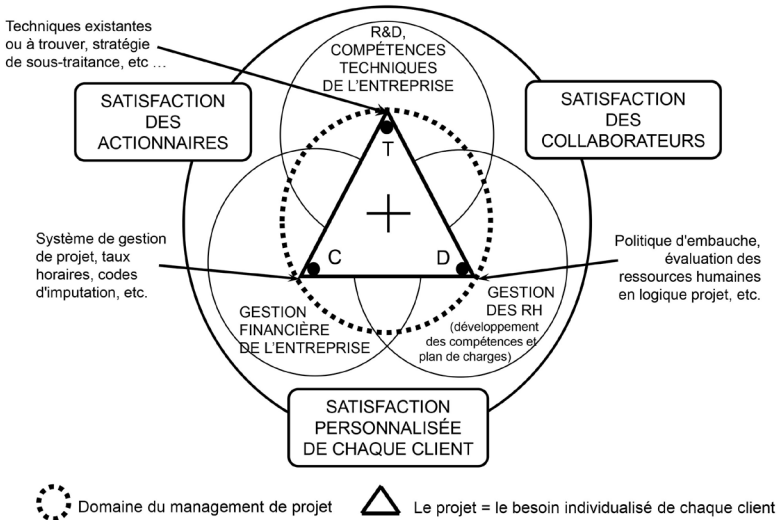 Techniques existantes
ou à trouver, stratégie
de sous-traitance, etc ...
R&D,
COMPÉTENCES
TECHNIQUES
DE L'ENTREPRISE
SATISFACTION
DES
ACTIONNAIRES
SATISFACTION
DES
COLLABORATEURS
T
Système de gestion
de projet, taux
horaires, codes
d'imputation, etc.
C
D
Politique d'embauche,
évaluation des
ressources humaines
en logique projet, etc.
GESTION
FINANCIÈRE
DE L'ENTREPRISE
GESTION
DES RH
(développement
des compétences et
plan de charges)
SATISFACTION
PERSONNALISÉE
DE CHAQUE CLIENT
Domaine du management de projet
Le projet = le besoin individualisé de chaque client